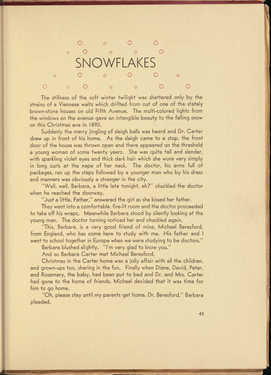 SNOWFLAKES
The stillness of the soft winter twilight was shattered only by the
strains of a Viennese waltz which drifted from out of one of the stately
brown-stone houses on old Fifth Avenue. The multi-colored lights from
the windows on the avenue gave an intangible beauty to the falling snow
on this Christmas eve in 1890.
Suddenly the merry jingling of sleigh bells was heard and Dr. Carter
drew up in front of his home. As the sleigh came to a stop, the front
door of the house was thrown open and there appeared on the threshold
a young woman of some twenty years. She was quite tall and slender,
with sparkling violet eyes and thick dark hair which she wore very simply
in long curls at the nape of her neck. The doctor, his arms full of
packages, ran up the steps followed by a younger man who by his dress
and manners was obviously a stranger in the city.
"Well, well, Barbara, a little late tonight, eh?" chuckled the doctor
when he reached the doorway.
"Just a little, Father," answered the girl as she kissed her father.
They went into a comfortable, fire-lit room and the doctor proceeded
to take off his wraps. Meanwhile Barbara stood by silently looking at the
young man. The doctor turning noticed her and chuckled again.
"This, Barbara, is a very good friend of mine, Michael Beresford,
from England, who has come here to study with me. His father and I
went to school together in Europe when we were studying to be doctors."
Barbara blushed slightly. "I'm very glad to know you."
And so Barbara Carter met Michael Beresford.
Christmas in the Carter home was a jolly affair with all the children,
and grown-ups too, sharing in the fun. Finally when Diane, David, Peter,
and Rosemary, the baby, had been put to bed and Dr. and Mrs. Carter
had gone to the home of friends, Michael decided that it was time for
him to go home.
"Oh, please stay until my parents get home, Dr. Beresford," Barbara
pleaded.